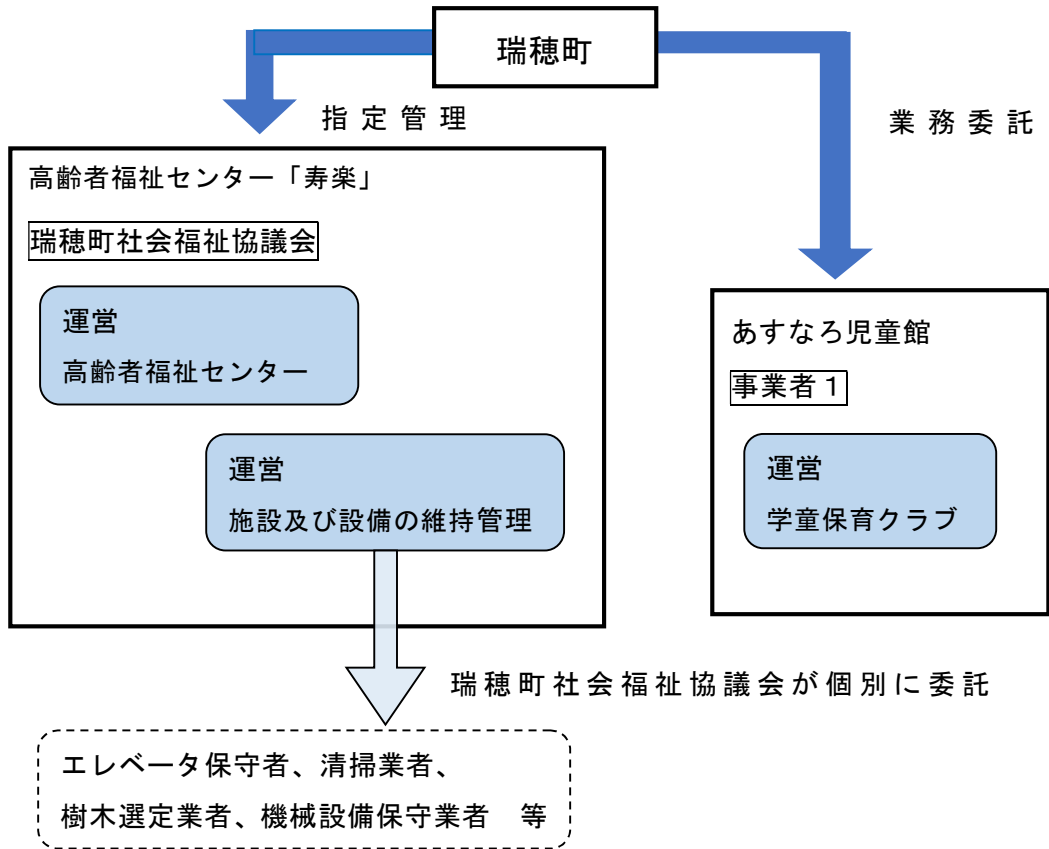 瑞穂町
指定管理
業務委託
高齢者福祉センター「寿楽」
瑞穂町社会福祉協議会
運営
高齢者福祉センター
運営
施設及び設備の維持管理
あすなろ児童館
事業者１
運営
学童保育クラブ
瑞穂町社会福祉協議会が個別に委託
エレベータ保守者、清掃業者、
樹木選定業者、機械設備保守業者　等